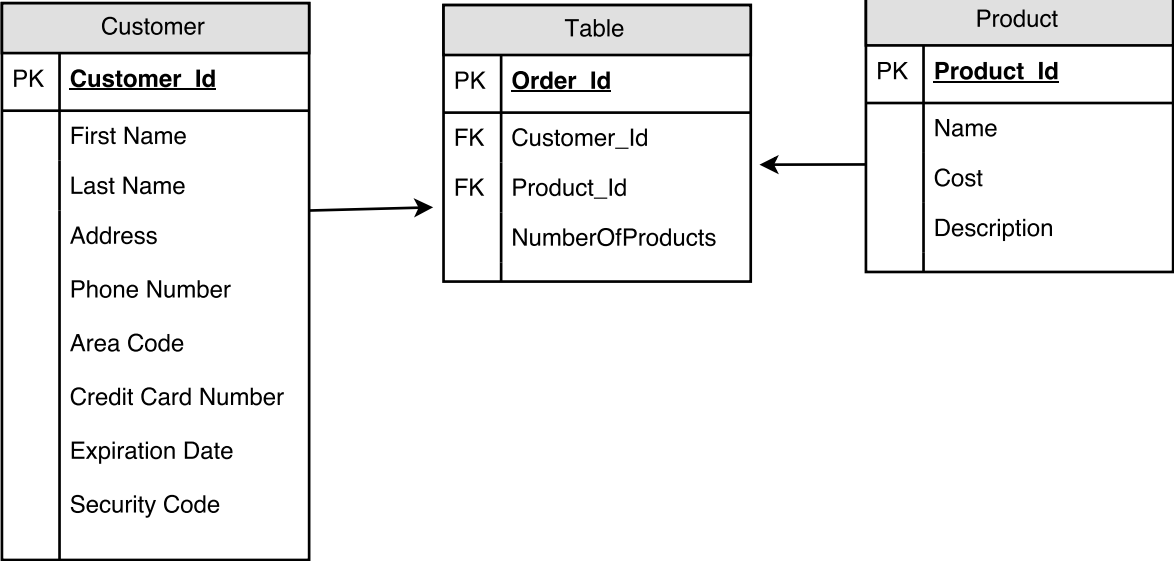 Customer
PK Customer_Id
First Name
Last Name
Address
Phone Number
Area Code
Credit Card Number
Expiration Date
Security Code
Table
PK Order_Id
FK Customer_Id
FK Product_Id
NumberOfProducts
Product
PK Product_Id
Name
Cost
Description